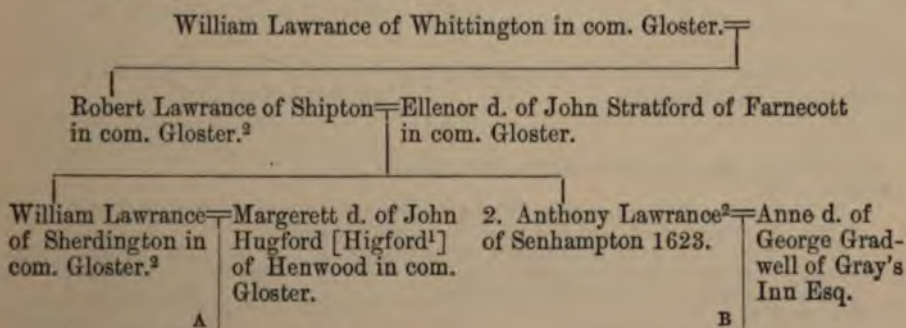 William Lawrance of Whittington in com. Gloster.
Robert Lawrance of Shipton Ellenor d. of John Stratford of Farnecott
in com. Gloster.² in com. Gloster.
William Lawrance Margerett d. of John 2. Anthony Lawrance² Anne d. of
of Sherdington in Hugford [Higford¹] of Senhampton 1623. George Grad-
com. Gloster.² of Henwood in com. well of Gray's
Gloster. Inn Esq.
A B